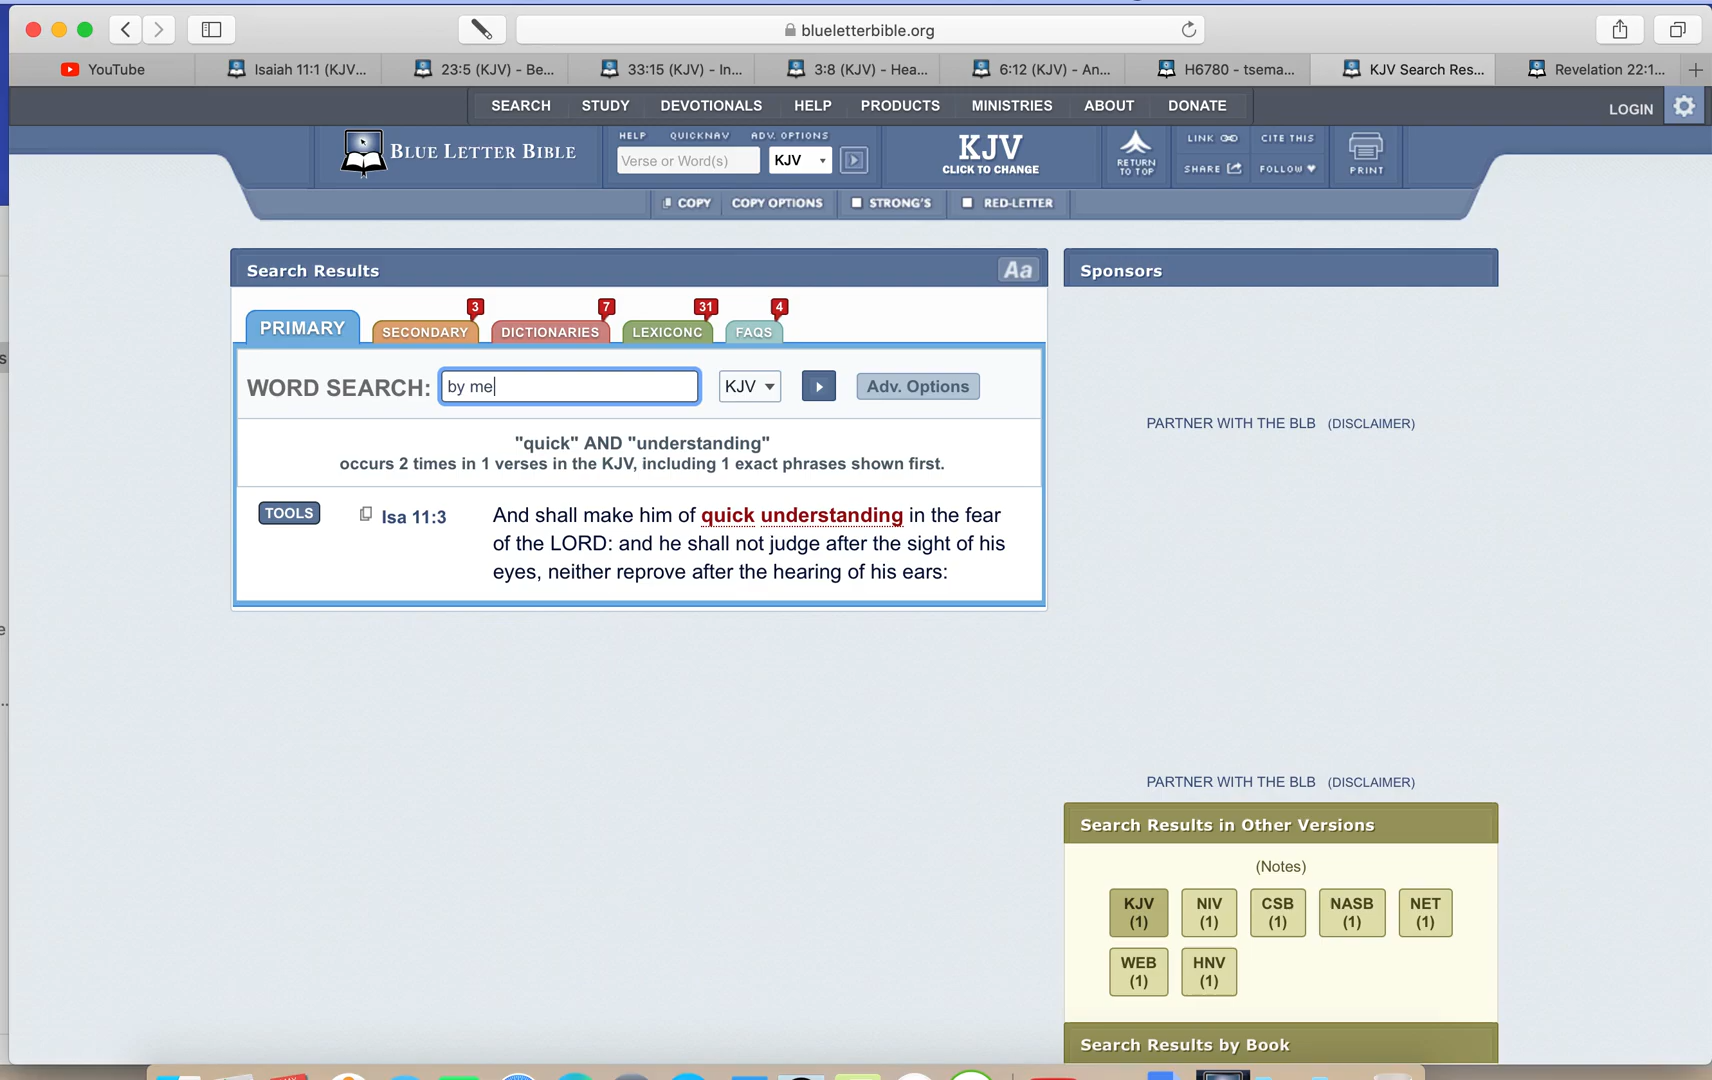 blueletterbible.org
YouTube
Isaiah 11:1 (KJV...
23:5 (KJV) - Be...
33:15 (KJV) - In...
3:8 (KJV) - Hea...
6:12 (KJV) - An...
H6780 - tsema...
KJV Search Res...
Revelation 22:1...
SEARCH STUDY DEVOTIONALS HELP PRODUCTS MINISTRIES ABOUT DONATE
LOGIN
BLUE LETTER BIBLE
HELP QUICKNAV ADV. OPTIONS
Verse or Word(s) KJV
KJV
CLICK TO CHANGE
RETURN
TO TOP
LINK CITE THIS
SHARE FOLLOW
PRINT
COPY COPY OPTIONS STRONG'S RED-LETTER
Search Results Aa
Sponsors
3 7 31 4
PRIMARY SECONDARY DICTIONARIES LEXICONC FAQS
WORD SEARCH: by me KJV Adv. Options
"quick" AND "understanding"
occurs 2 times in 1 verses in the KJV, including 1 exact phrases shown first.
TOOLS Isa 11:3 And shall make him of quick understanding in the fear
of the LORD: and he shall not judge after the sight of his
eyes, neither reprove after the hearing of his ears:
PARTNER WITH THE BLB (DISCLAIMER)
PARTNER WITH THE BLB (DISCLAIMER)
Search Results in Other Versions
(Notes)
KJV NIV CSB NASB NET
(1) (1) (1) (1) (1)
WEB HNV
(1) (1)
Search Results by Book